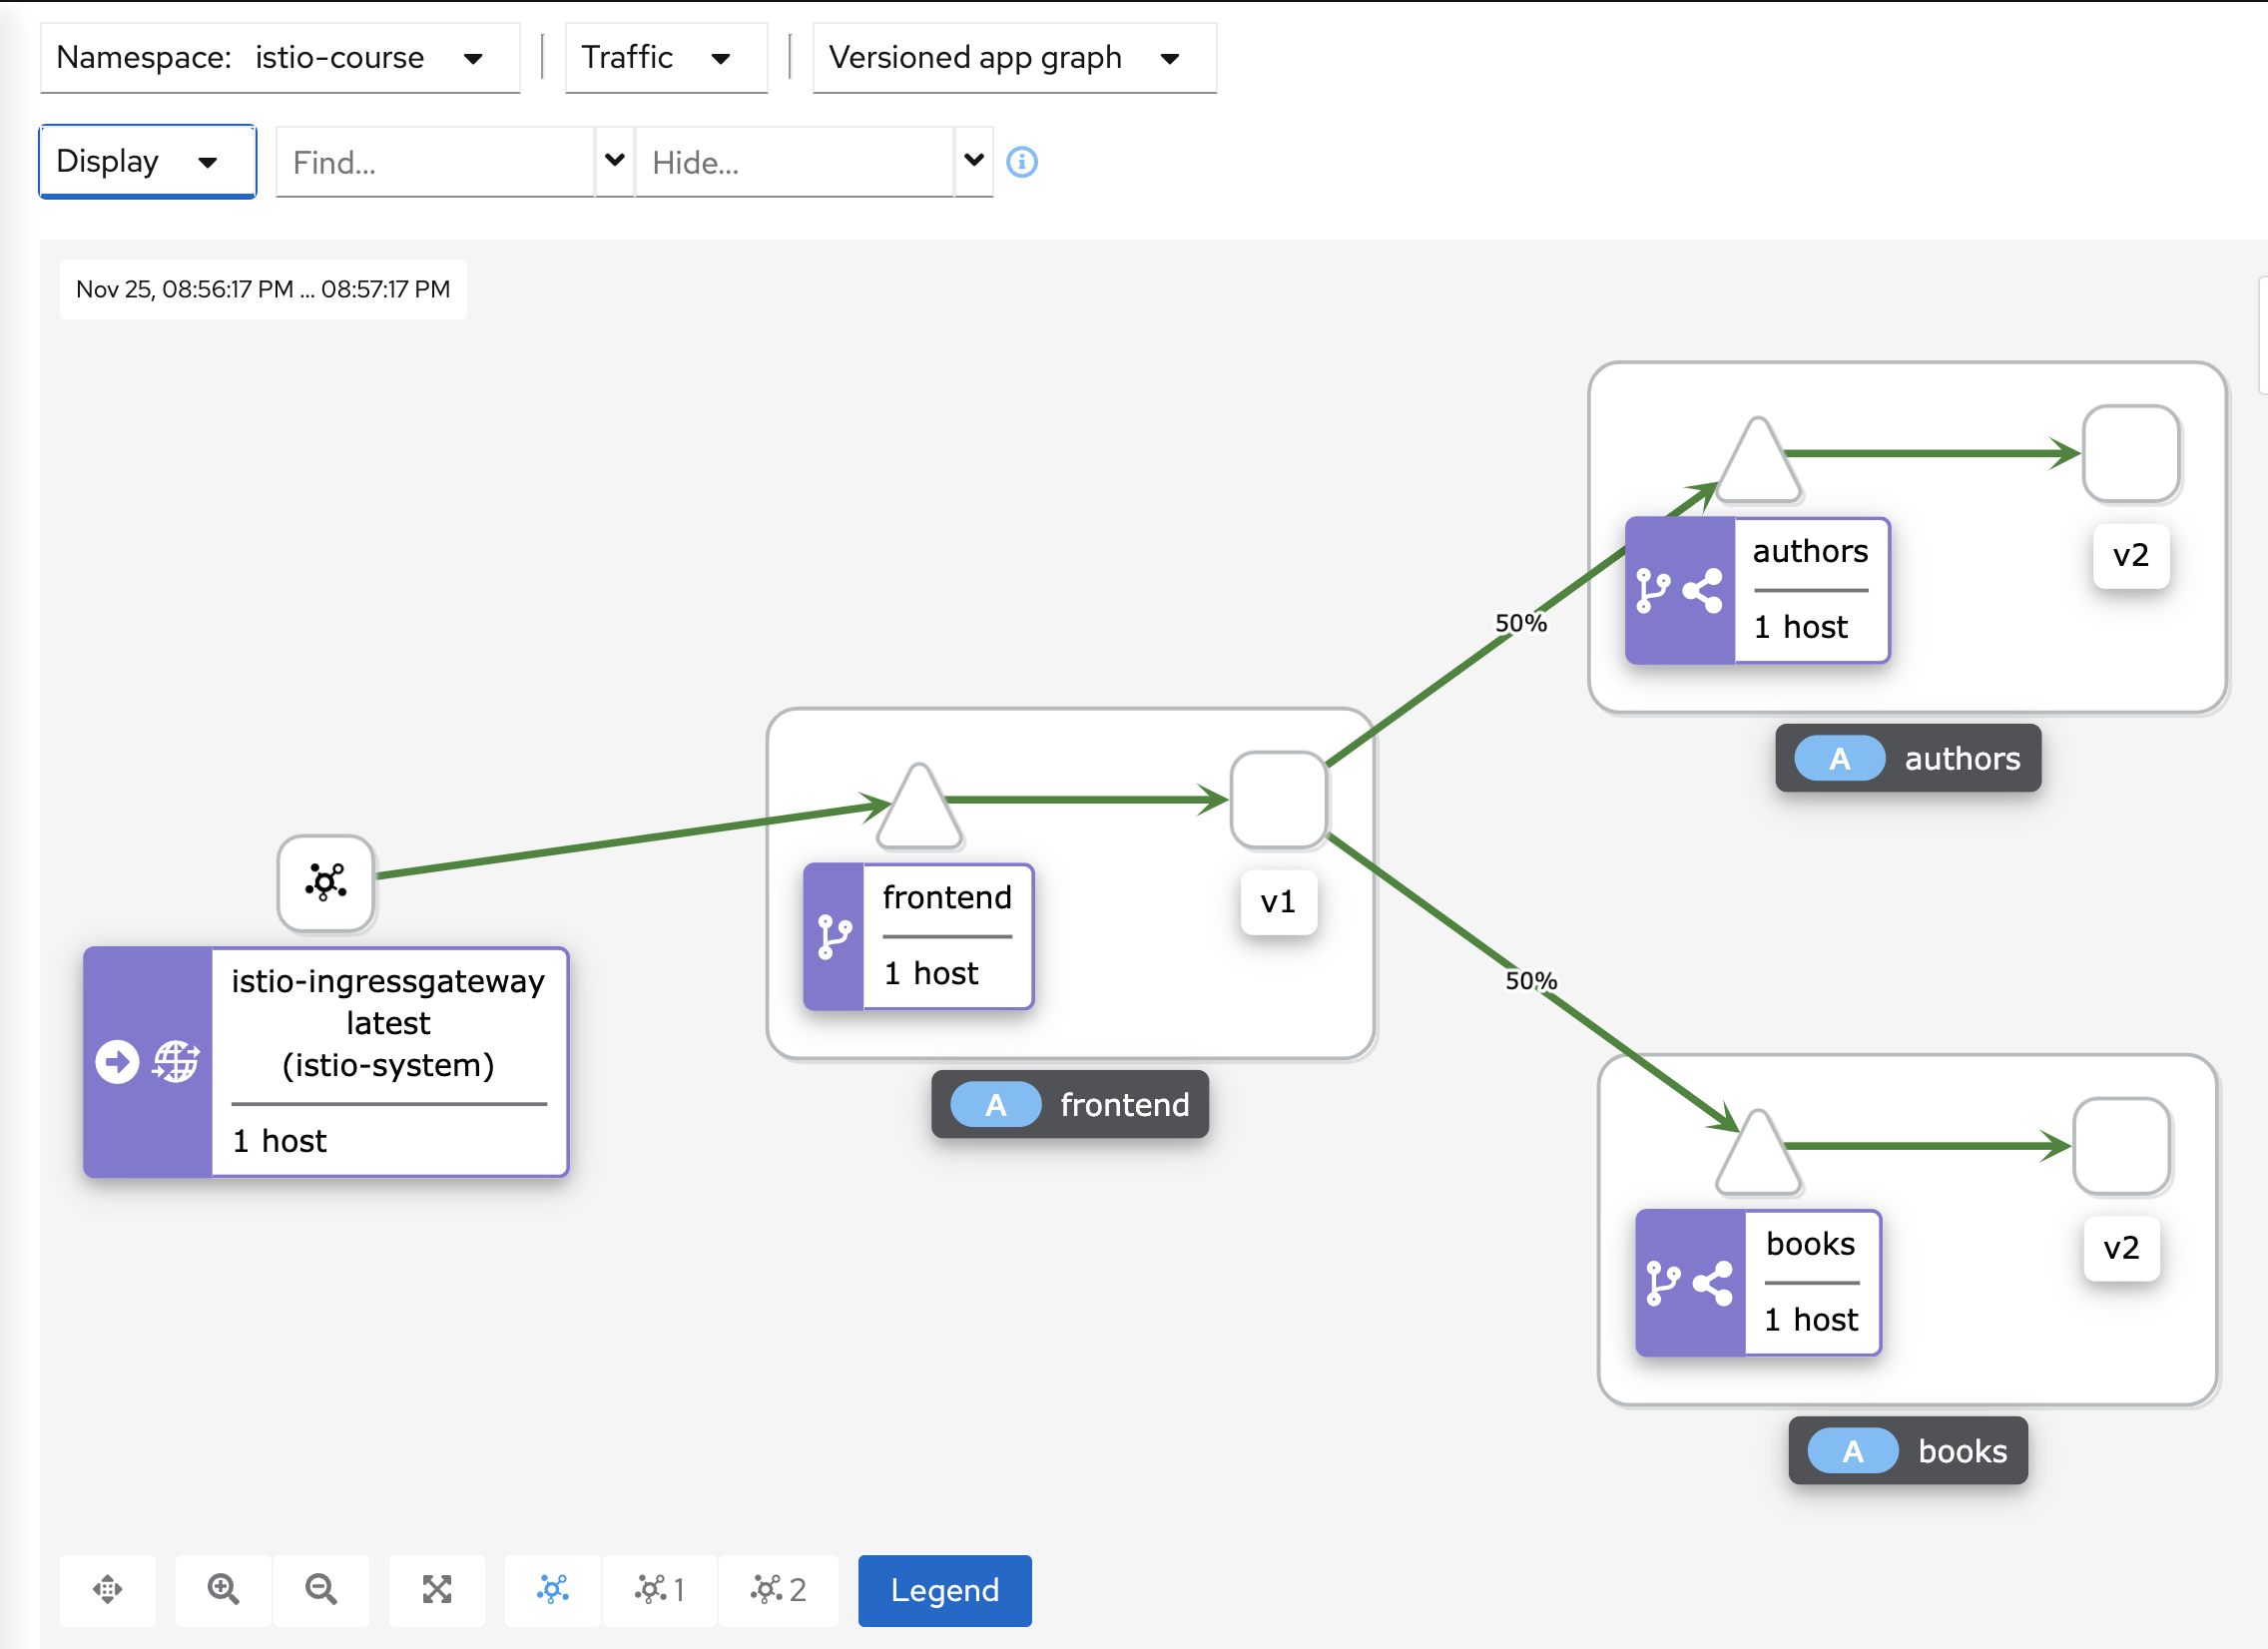 Namespace: istio-course
Traffic
Versioned app graph
Display
Find...
Hide...
Nov 25, 08:56:17 PM ... 08:57:17 PM
authors
1 host
v2
A authors
50%
frontend
1 host
v1
A frontend
istio-ingressgateway
latest
(istio-system)
1 host
50%
books
1 host
v2
A books
1
2
Legend